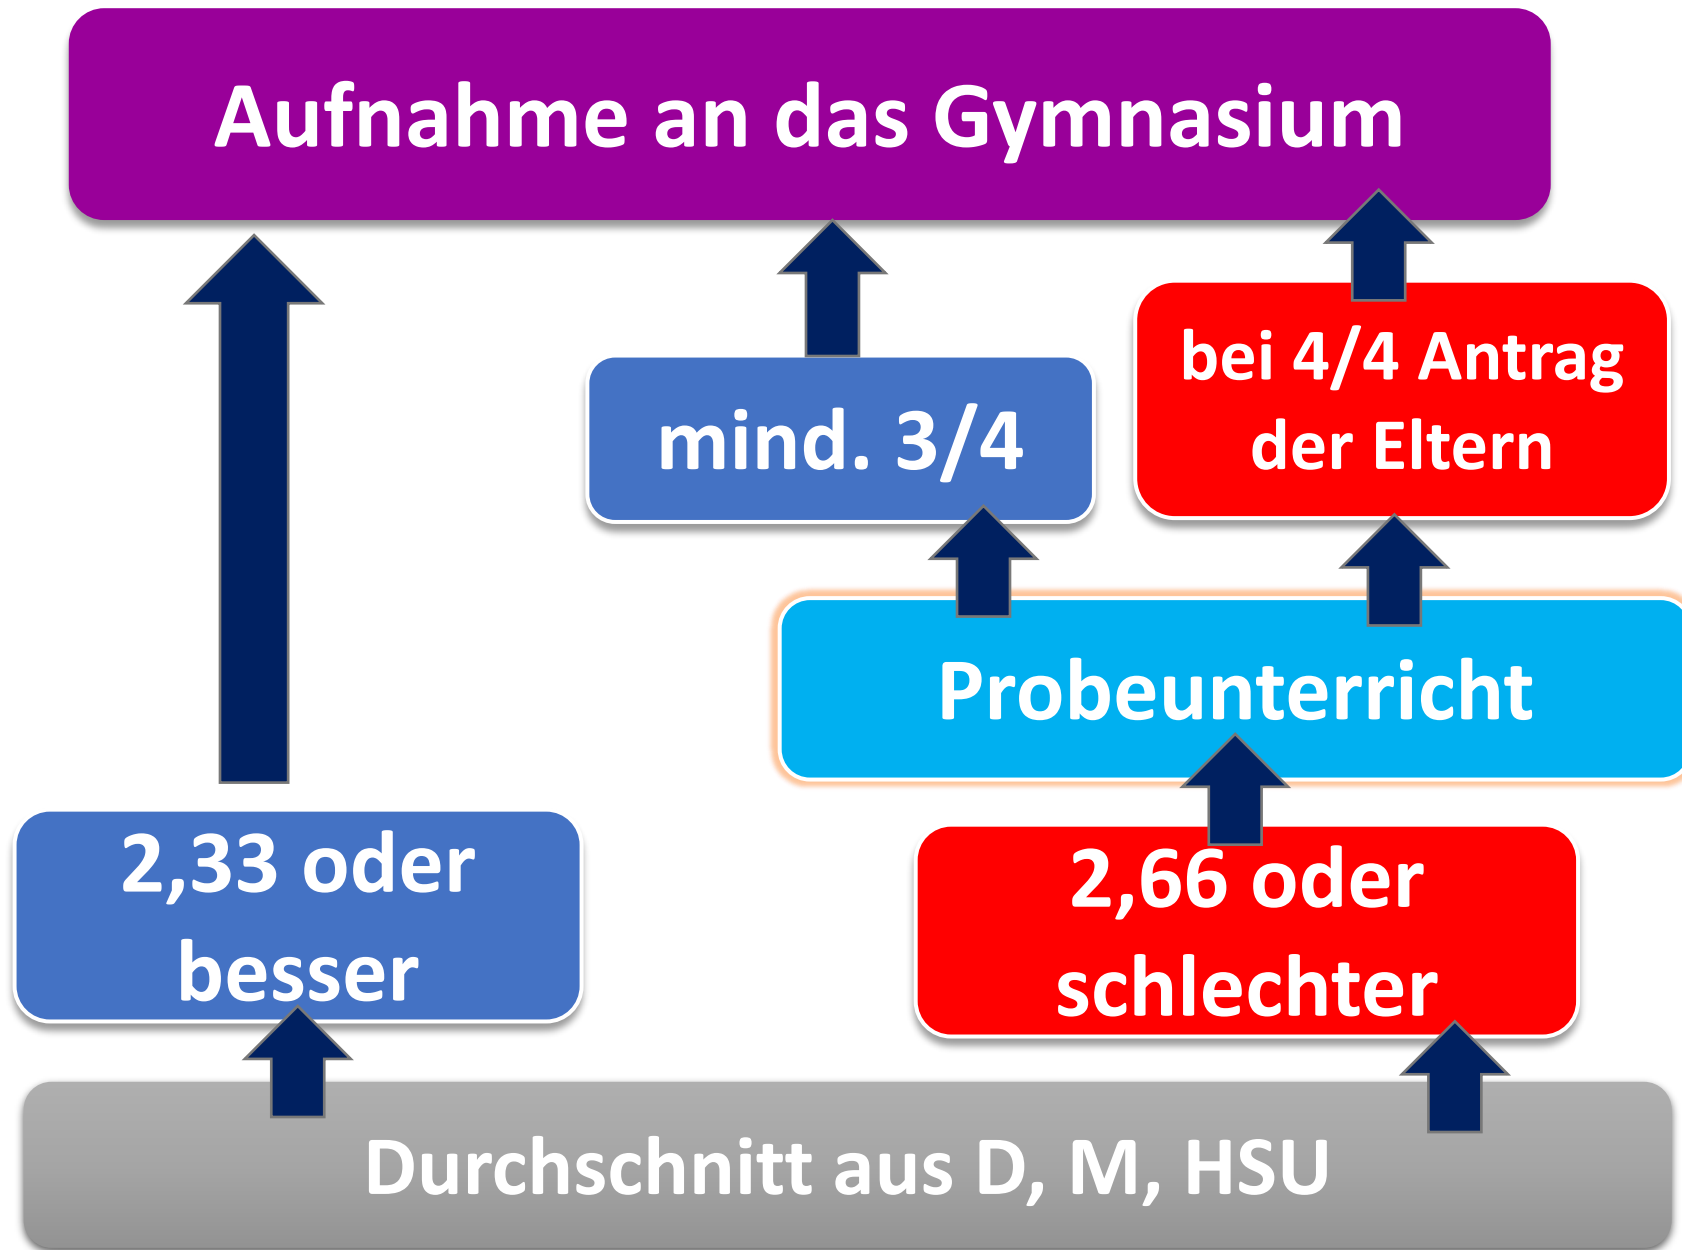 Aufnahme an das Gymnasium
bei 4/4 Antrag
der Eltern
mind. 3/4
Probeunterricht
2,33 oder
besser
2,66 oder
schlechter
Durchschnitt aus D, M, HSU